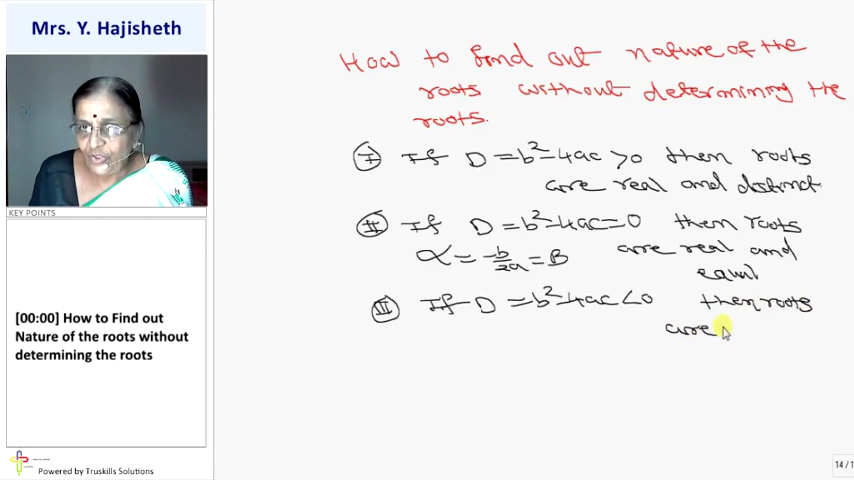 Mrs. Y. Hajisheth
KEY POINTS
[00:00] How to Find out
Nature of the roots without
determining the roots
Powered by Truskills Solutions
How to find out nature of the
roots without determining the
roots.
I If D = b²-4ac >0 then roots
are real and distinct
II If D = b²-4ac=0 then roots
α = -b/2a = β are real and
equal
III If D = b²-4ac <0 then roots
are
14 / 1